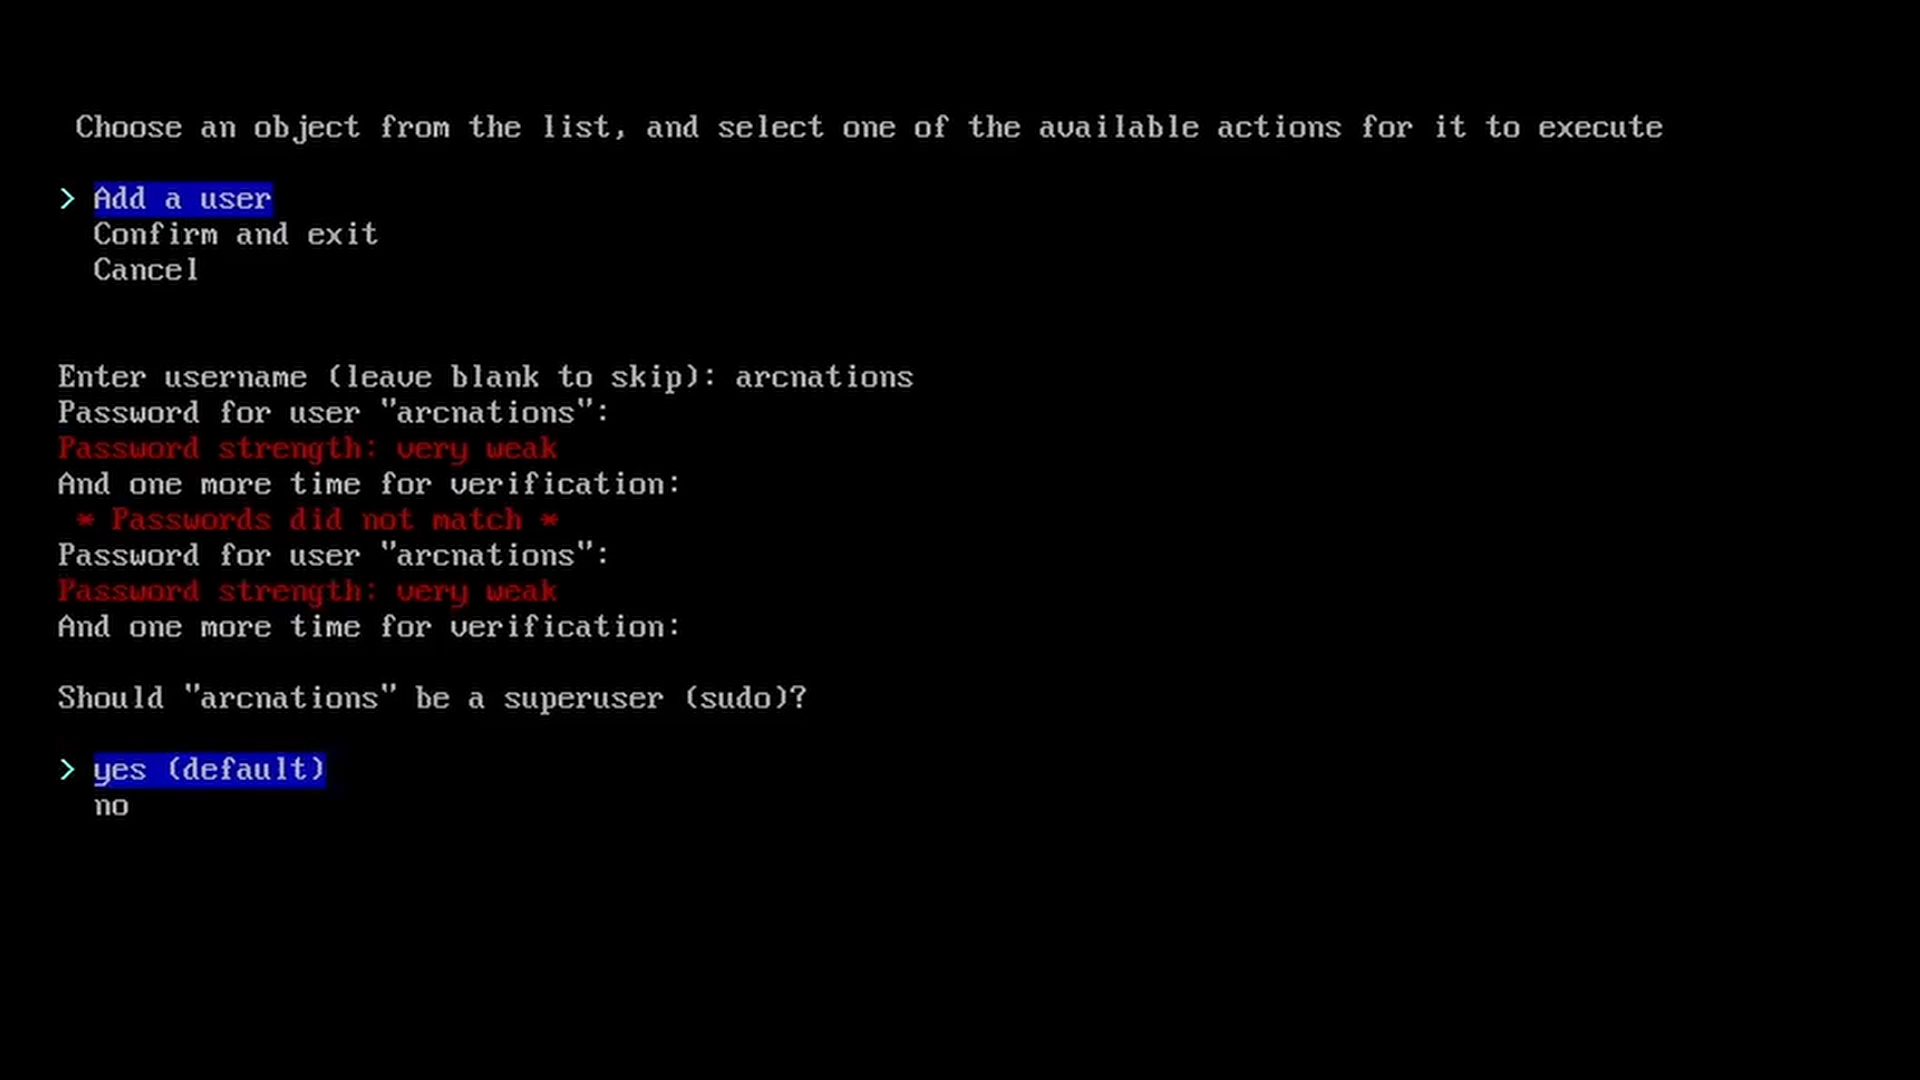 Choose an object from the list, and select one of the available actions for it to execute
> Add a user
Confirm and exit
Cancel
Enter username (leave blank to skip): arcnations
Password for user "arcnations":
Password strength: very weak
And one more time for verification:
* Passwords did not match *
Password for user "arcnations":
Password strength: very weak
And one more time for verification:
Should "arcnations" be a superuser (sudo)?
> yes (default)
no